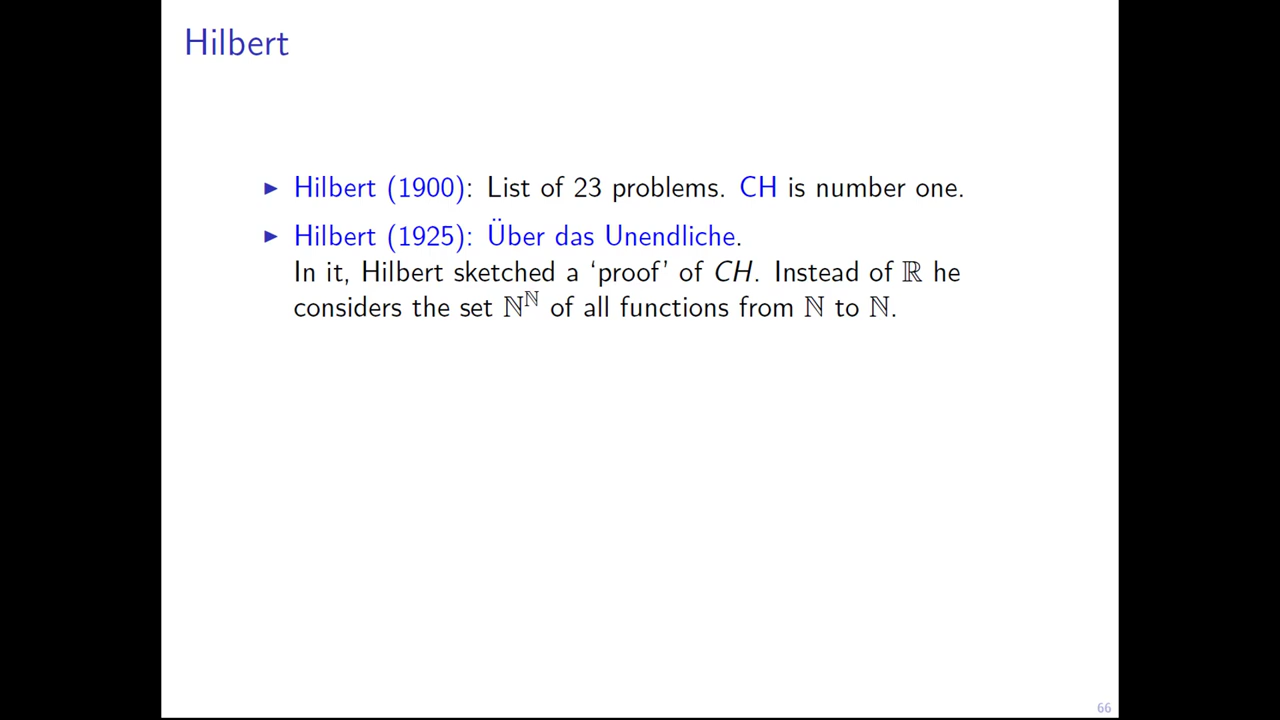 Hilbert
▶ Hilbert (1900): List of 23 problems. CH is number one.
▶ Hilbert (1925): Über das Unendliche.
In it, Hilbert sketched a ‘proof’ of CH. Instead of ℝ he
considers the set ℕ^ℕ of all functions from ℕ to ℕ.
66